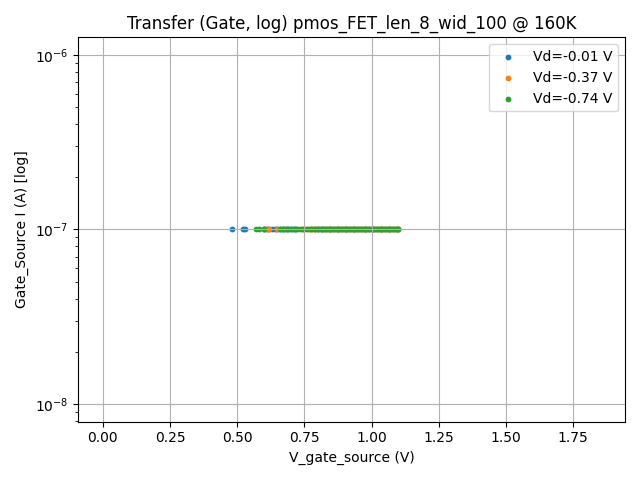 Transfer (Gate, log) pmos_FET_len_8_wid_100 @ 160K
Vd=-0.01 V
Vd=-0.37 V
Vd=-0.74 V
10⁻⁶
10⁻⁷
10⁻⁸
Gate_Source I (A) [log]
0.00 0.25 0.50 0.75 1.00 1.25 1.50 1.75
V_gate_source (V)